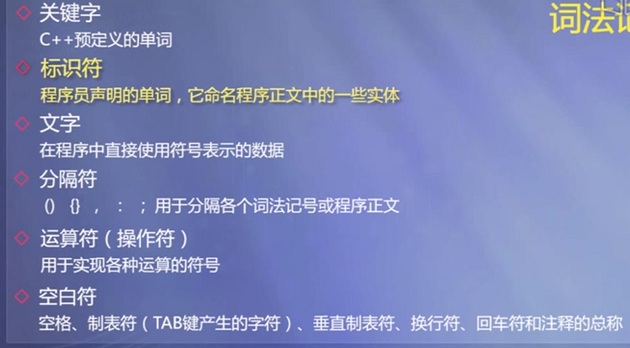 词法记
关键字
C++预定义的单词
标识符
程序员声明的单词，它命名程序正文中的一些实体
文字
在程序中直接使用符号表示的数据
分隔符
() {} ， ： ；用于分隔各个词法记号或程序正文
运算符（操作符）
用于实现各种运算的符号
空白符
空格、制表符（TAB键产生的字符）、垂直制表符、换行符、回车符和注释的总称